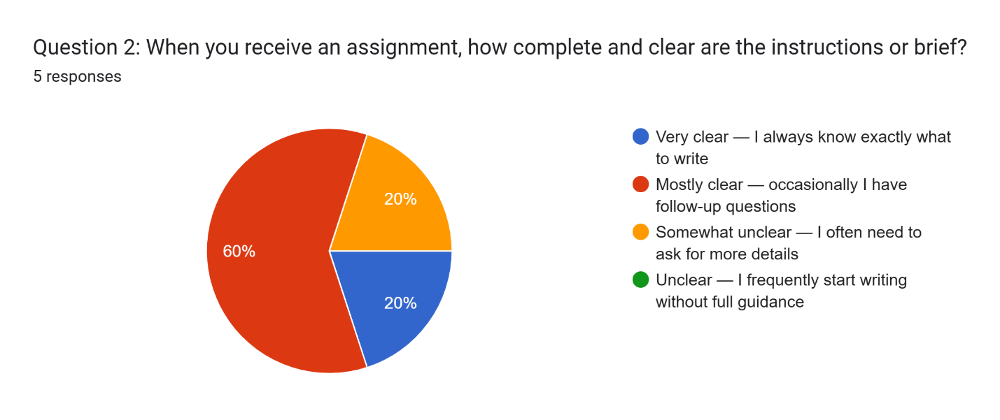 Question 2: When you receive an assignment, how complete and clear are the instructions or brief?
5 responses
20%
60%
20%
Very clear — I always know exactly what
to write
Mostly clear — occasionally I have
follow-up questions
Somewhat unclear — I often need to
ask for more details
Unclear — I frequently start writing
without full guidance